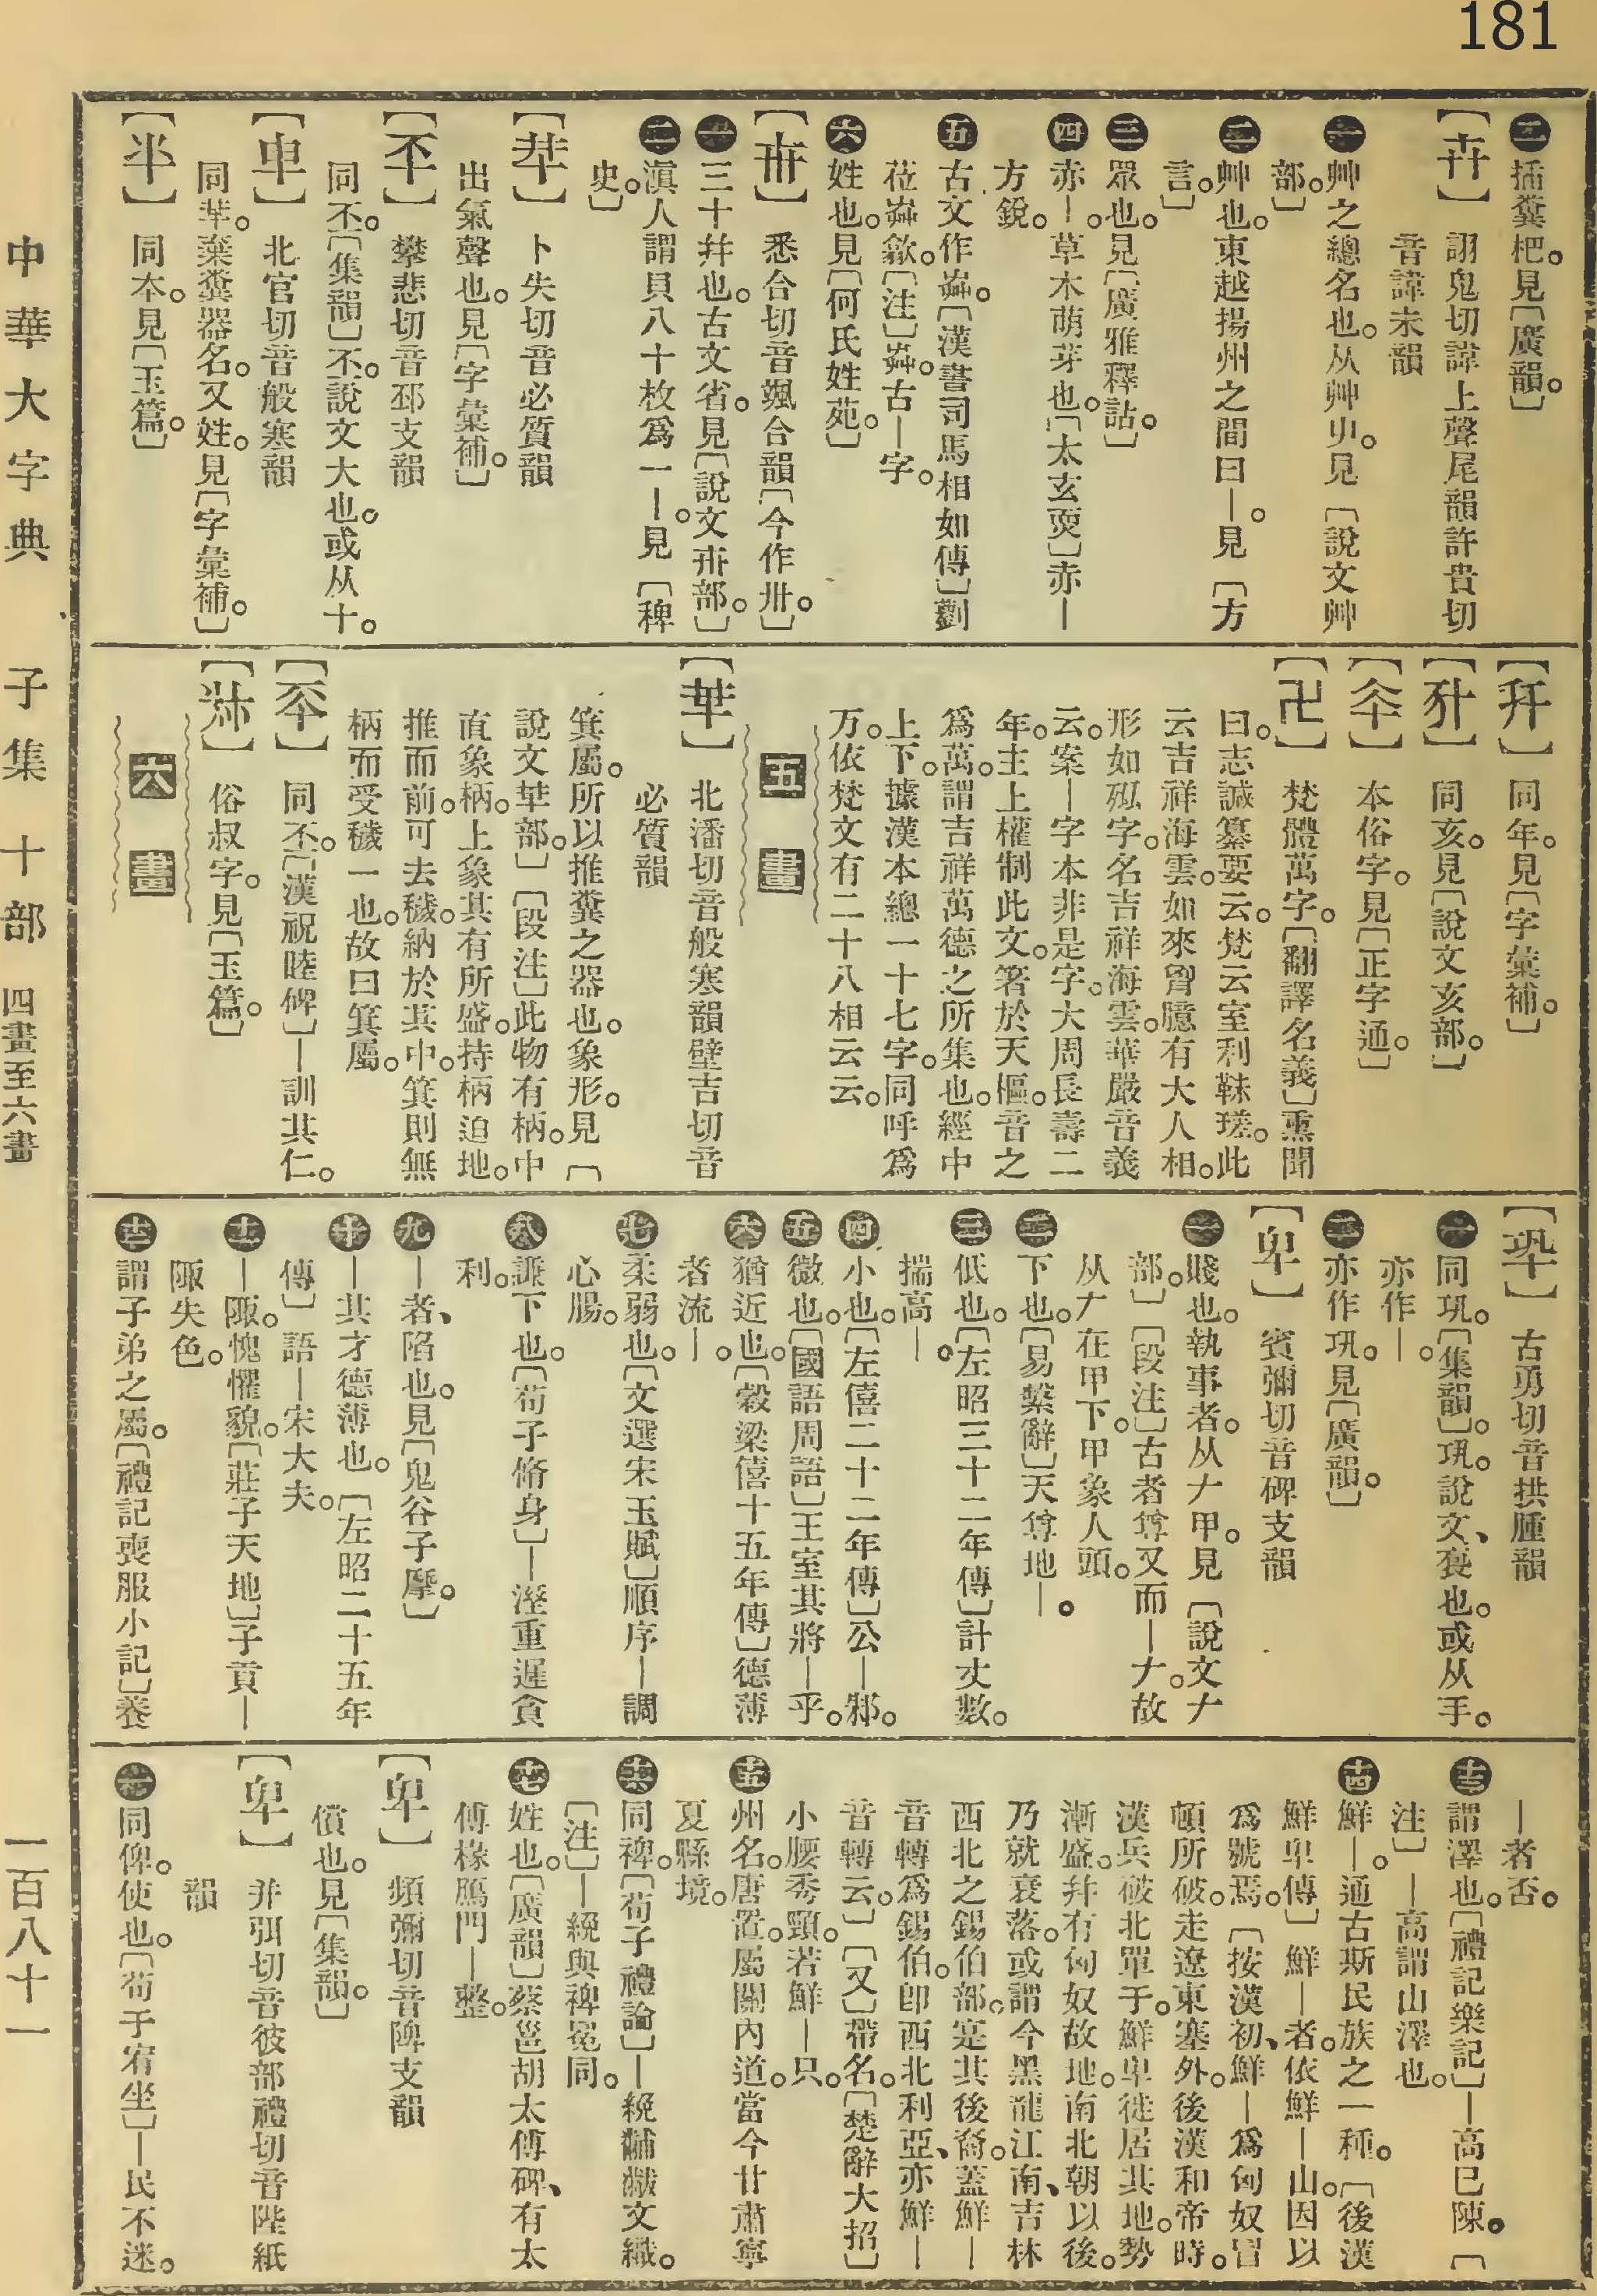 181
㊁插糞杷。見〔廣韻。〕
【卉】詡鬼切諱上聲尾韻許貴切
音諱未韻
㊀艸之總名也。从艸屮。見〔說文艸
部。〕
㊁艸也。東越揚州之間曰—。見〔方
言。〕
㊂眾也。見〔廣雅釋詁。〕
㊃赤—。草木萌芽也。〔太玄耎〕赤—
方銳。
㊄古文作芔。〔漢書司馬相如傳〕藰
莅芔歙。〔注〕芔。古—字。
㊅姓也。見〔何氏姓苑。〕
【卅】悉合切音颯合韻〔今作卅。〕
㊀三十幷也。古文省。見〔說文卅部。〕
㊁滇人謂貝八十枚爲一—。見〔稗
史。〕
卜失切音必質韻
出氣聲也。見〔字彙補。〕
【㔻】攀悲切音邳支韻
同丕。〔集韻〕丕。說文大也。或从十。
北官切音般寒韻
同𠦒。棄糞器名。又姓。見〔字彙補。〕
同本。見〔玉篇。〕
同年。見〔字彙補。〕
同亥。見〔說文亥部。〕
【夲】本俗字。見〔正字通。〕
【卍】梵體萬字。〔翻譯名義〕熏聞
曰。志誠纂要云。梵云室利靺瑳。此
云吉祥海雲。如來胷臆有大人相。
形如卍字。名吉祥海雲。華嚴音義
云。案—字本非是字。大周長壽二
年。主上權制此文。箸於天樞。音之
爲萬。謂吉祥萬德之所集也。經中
上下。據漢本總一十七字。同呼爲
万。依梵文有二十八相云云。
五畫
【𠦒】北潘切音般寒韻壁吉切音
必質韻
箕屬。所以推糞之器也。象形。見〔
說文𠦒部。〕〔段注〕此物有柄。中
直象柄。上象其有所盛。持柄迫地。
推而前。可去穢。納於其中。箕則無
柄而受穢一也。故曰箕屬。
同丕。〔漢祝睦碑〕—訓其仁。
俗叔字。見〔玉篇。〕
六畫
【㔬】古勇切音拱腫韻
㊀同巩。〔集韻〕。巩。說文、褱也。或从手。
亦作—。
㊁亦作巩。見〔廣韻。〕
【卑】賓彌切音碑支韻
㊀賤也。執事者。从𠂇甲。見〔說文𠂇
部。〕〔段注〕古者尊又而—𠂇。故
从𠂇在甲下。甲象人頭。
㊁下也。〔易繫辭〕天尊地—。
㊂低也。〔左昭三十二年傳〕計丈數。
揣高—。
㊃小也。〔左僖二十二年傳〕公—邾。
㊄微也。〔國語周語〕王室其將—乎。
㊅猶近也。〔穀梁僖十五年傳〕德薄
者流—。
㊆柔弱也。〔文選宋玉賦〕順序—調
心腸。
㊇謙下也。〔荀子脩身〕—溼重遲貪
利。
㊈—者、陷也。見〔鬼谷子摩。〕
㊉—其才德薄也。〔左昭二十五年
傳〕語—宋大夫。
⑪—陬。愧懼貌。〔莊子天地〕子貢—
陬失色。
⑫謂子弟之屬。〔禮記喪服小記〕養
—者否。
⑬謂澤也。〔禮記樂記〕—高已陳。〔
注〕—高謂山澤也。
⑭鮮—。通古斯民族之一種。〔後漢
鮮卑傳〕鮮—者。依鮮—山。因以
爲號焉。〔按漢初、鮮—爲匈奴冒
頓所破。走遼東塞外。後漢和帝時。
漢兵破北單于。鮮卑徙居其地。勢
漸盛。幷有匈奴故地。南北朝以後。
乃就衰落。或謂今黑龍江南、吉林
西北之錫伯部。寔其後裔。蓋鮮—
音轉爲錫伯。卽西北利亞、亦鮮—
音轉云。〕〔又〕帶名。〔楚辭大招〕
小腰秀頸。若鮮—只。
⑮州名。唐置。屬關內道。當今甘肅寧
夏縣境。
⑯同裨。〔荀子禮論〕—絻黼黻文織。
〔注〕—絻與裨冕同。
⑰姓也。〔廣韻〕蔡邕胡太傅碑、有太
傅椽鴈門—整。
【卑】頻彌切音陴支韻
償也。見〔集韻。〕
【卑】幷弭切音彼部禮切音陛紙
韻
㊀同俾。使也。〔荀子宥坐〕—民不迷。
中華大字典 子集 十部 四畫至六畫 一百八十一